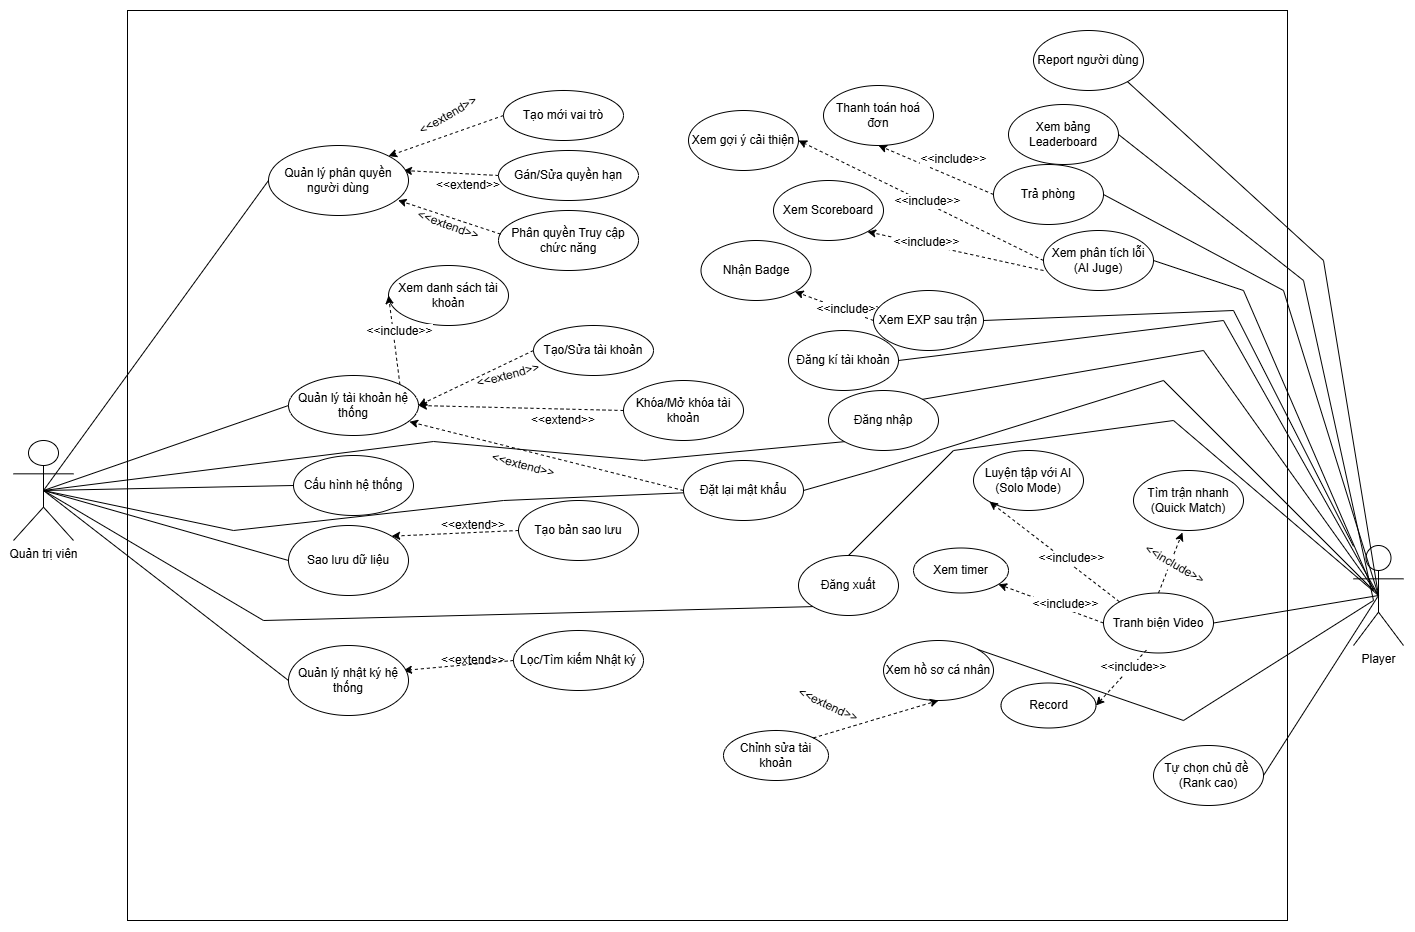 Report người dùng
Thanh toán hoá
đơn
Xem bảng
Leaderboard
Xem gợi ý cải thiện
<<include>>
Trả phòng
<<include>>
Xem Scoreboard
<<include>>
Xem phân tích lỗi
(AI Juge)
Nhận Badge
<<include>>
Xem EXP sau trận
Đăng kí tài khoản
Đăng nhập
<<extend>>
Tạo mới vai trò
Quản lý phân quyền
người dùng
<<extend>>
Gán/Sửa quyền hạn
<<extend>>
Phân quyền Truy cập
chức năng
Xem danh sách tài
khoản
<<include>>
Tạo/Sửa tài khoản
<<extend>>
Quản lý tài khoản hệ
thống
Khóa/Mở khóa tài
khoản
<<extend>>
<<extend>>
Đặt lại mật khẩu
Cấu hình hệ thống
<<extend>>
Tạo bản sao lưu
Sao lưu dữ liệu
Quản trị viên
Đăng xuất
Quản lý nhật ký hệ
thống
<<extend>>
Lọc/Tìm kiếm Nhật ký
Luyện tập với AI
(Solo Mode)
Tìm trận nhanh
(Quick Match)
<<include>>
<<include>>
Xem timer
<<include>>
Tranh biện Video
<<include>>
Player
Xem hồ sơ cá nhân
Record
<<extend>>
Chỉnh sửa tài
khoản
Tự chọn chủ đề
(Rank cao)